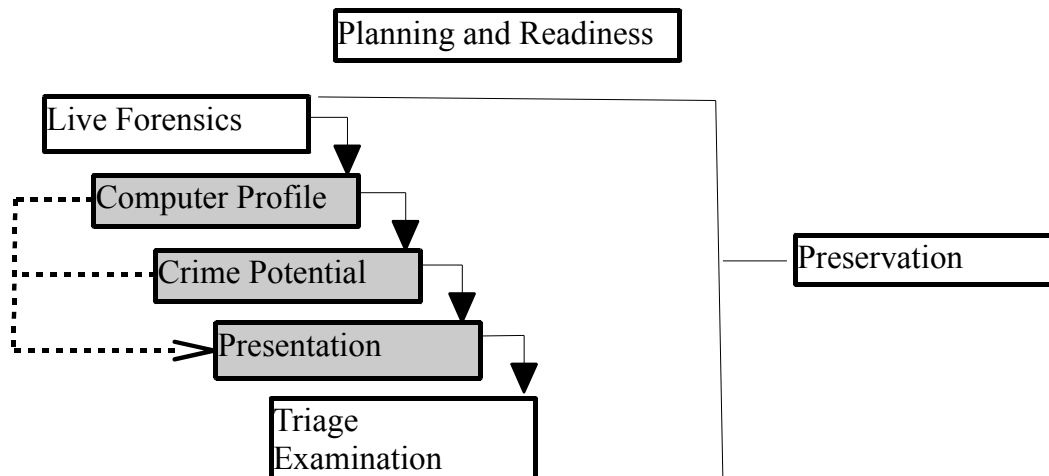 Planning and Readiness
Live Forensics
Computer Profile
Crime Potential
Preservation
Presentation
Triage
Examination